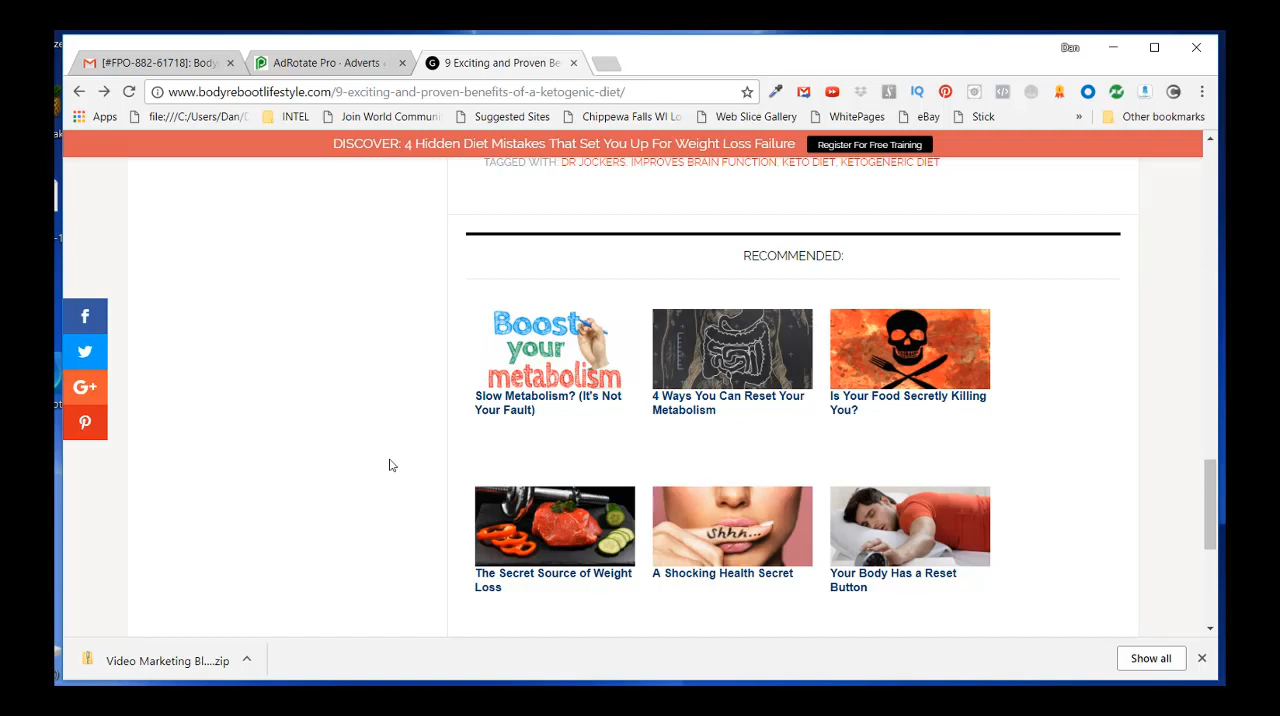 Dan
[#FPO-882-61718]: Body
AdRotate Pro - Adverts
9 Exciting and Proven Be
www.bodyrebootlifestyle.com/9-exciting-and-proven-benefits-of-a-ketogenic-diet/
Apps
file:///C:/Users/Dan/
INTEL
Join World Communi
Suggested Sites
Chippewa Falls WI Lo
Web Slice Gallery
WhitePages
eBay
Stick
»
Other bookmarks
DISCOVER: 4 Hidden Diet Mistakes That Set You Up For Weight Loss Failure
Register For Free Training
TAGGED WITH: DR JOCKERS, IMPROVES BRAIN FUNCTION, KETO DIET, KETOGENERIC DIET
RECOMMENDED:
Boost
your
metabolism
Slow Metabolism? (It's Not
Your Fault)
4 Ways You Can Reset Your
Metabolism
Is Your Food Secretly Killing
You?
The Secret Source of Weight
Loss
Shhh...
A Shocking Health Secret
Your Body Has a Reset
Button
G+
Video Marketing Bl....zip
Show all